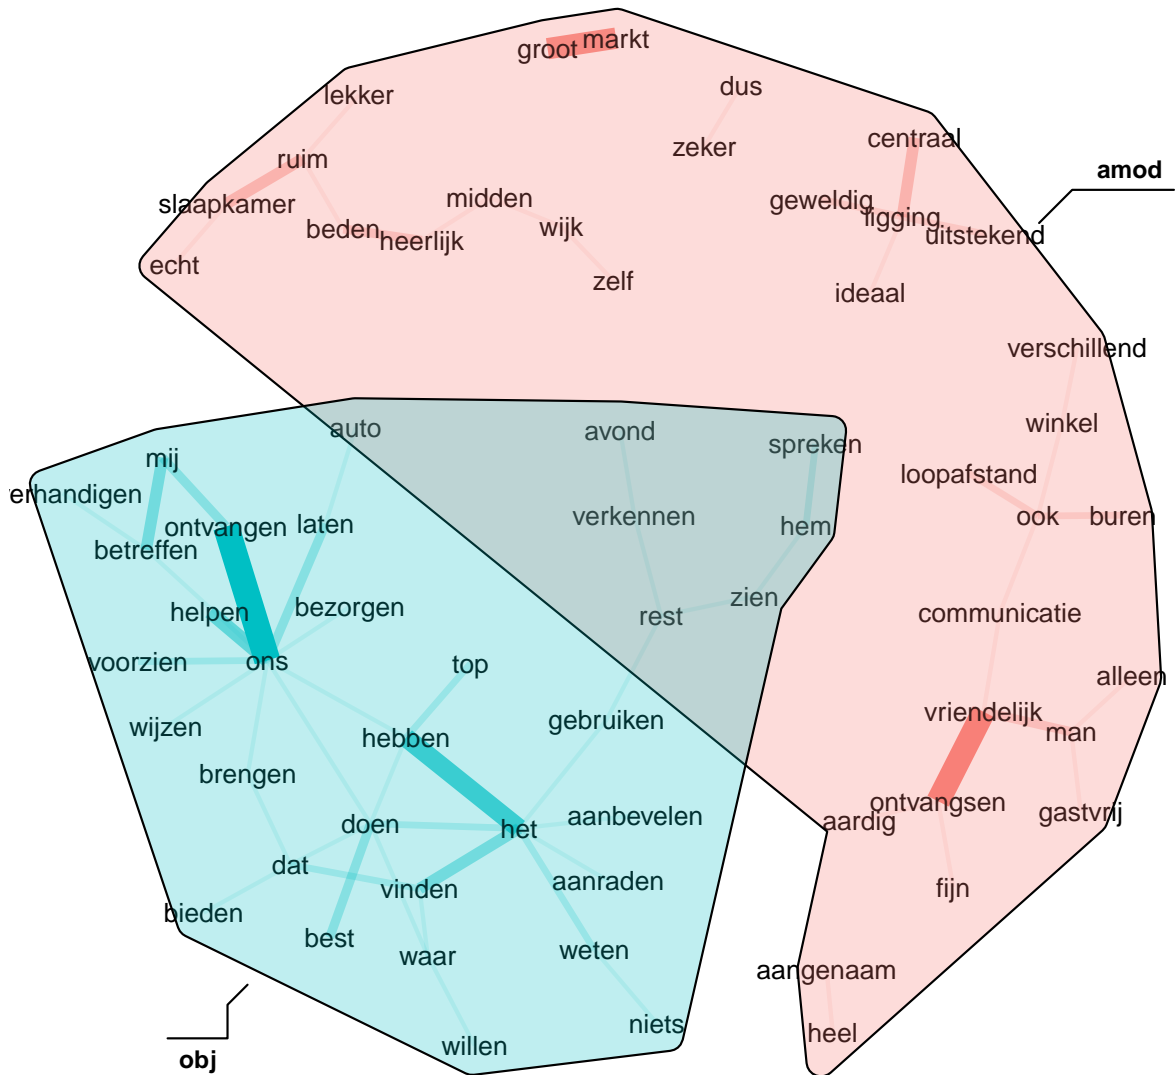 markt
groot
dus
lekker
centraal
zeker
ruim
amod
midden
geweldig
slaapkamer
ligging
wijk
beden
uitstekend
heerlijk
echt
zelf
ideaal
verschillend
winkel
auto
avond
spreken
mij
loopafstand
erhandigen
verkennen
ook
buren
laten
hem
ontvangen
betreffen
zien
bezorgen
helpen
communicatie
rest
ons
voorzien
top
alleen
vriendelijk
gebruiken
wijzen
man
hebben
brengen
ontvangsen
gastvrij
aanbevelen
aardig
doen
het
dat
aanraden
vinden
fijn
bieden
best
weten
waar
aangenaam
niets
heel
willen
obj